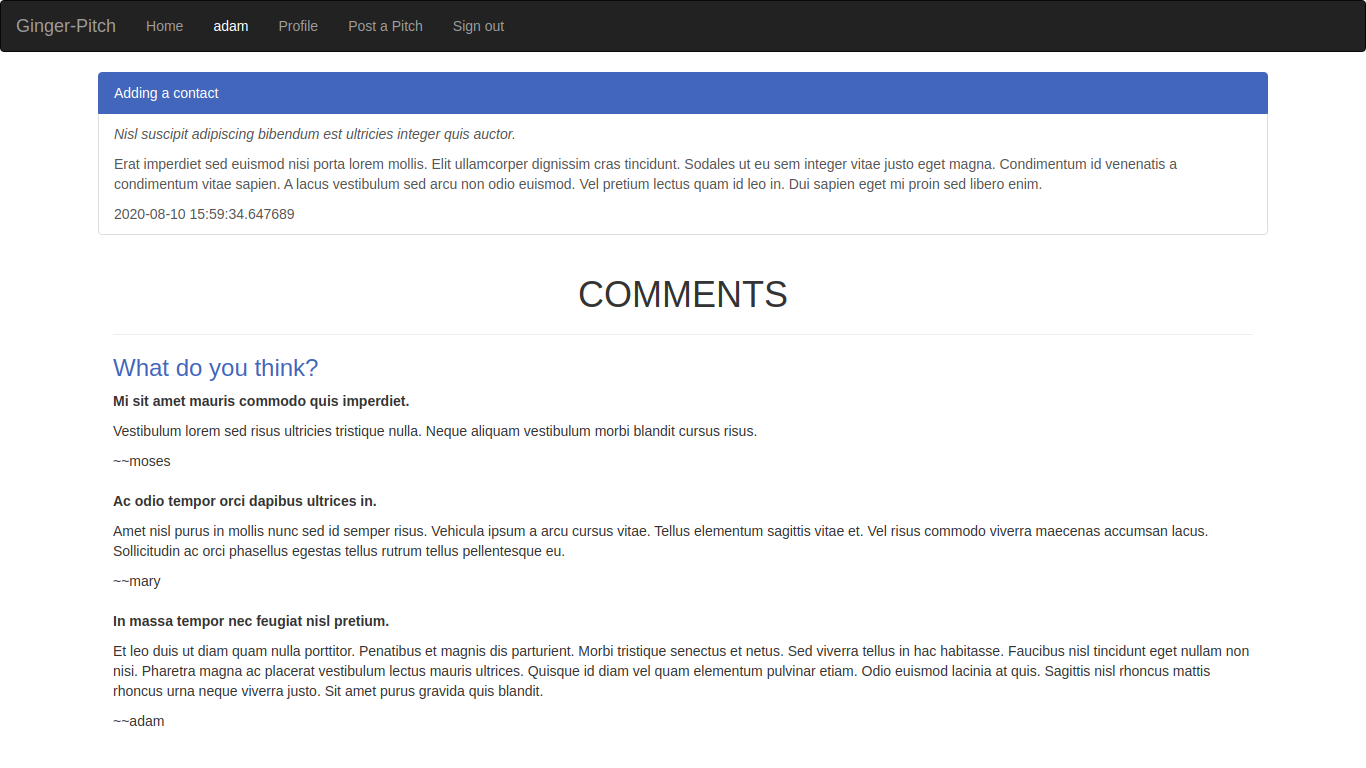 Ginger-Pitch Home adam Profile Post a Pitch Sign out
Adding a contact
Nisl suscipit adipiscing bibendum est ultricies integer quis auctor.
Erat imperdiet sed euismod nisi porta lorem mollis. Elit ullamcorper dignissim cras tincidunt. Sodales ut eu sem integer vitae justo eget magna. Condimentum id venenatis a
condimentum vitae sapien. A lacus vestibulum sed arcu non odio euismod. Vel pretium lectus quam id leo in. Dui sapien eget mi proin sed libero enim.
2020-08-10 15:59:34.647689
COMMENTS
What do you think?
Mi sit amet mauris commodo quis imperdiet.
Vestibulum lorem sed risus ultricies tristique nulla. Neque aliquam vestibulum morbi blandit cursus risus.
~~moses
Ac odio tempor orci dapibus ultrices in.
Amet nisl purus in mollis nunc sed id semper risus. Vehicula ipsum a arcu cursus vitae. Tellus elementum sagittis vitae et. Vel risus commodo viverra maecenas accumsan lacus.
Sollicitudin ac orci phasellus egestas tellus rutrum tellus pellentesque eu.
~~mary
In massa tempor nec feugiat nisl pretium.
Et leo duis ut diam quam nulla porttitor. Penatibus et magnis dis parturient. Morbi tristique senectus et netus. Sed viverra tellus in hac habitasse. Faucibus nisl tincidunt eget nullam non
nisi. Pharetra magna ac placerat vestibulum lectus mauris ultrices. Quisque id diam vel quam elementum pulvinar etiam. Odio euismod lacinia at quis. Sagittis nisl rhoncus mattis
rhoncus urna neque viverra justo. Sit amet purus gravida quis blandit.
~~adam